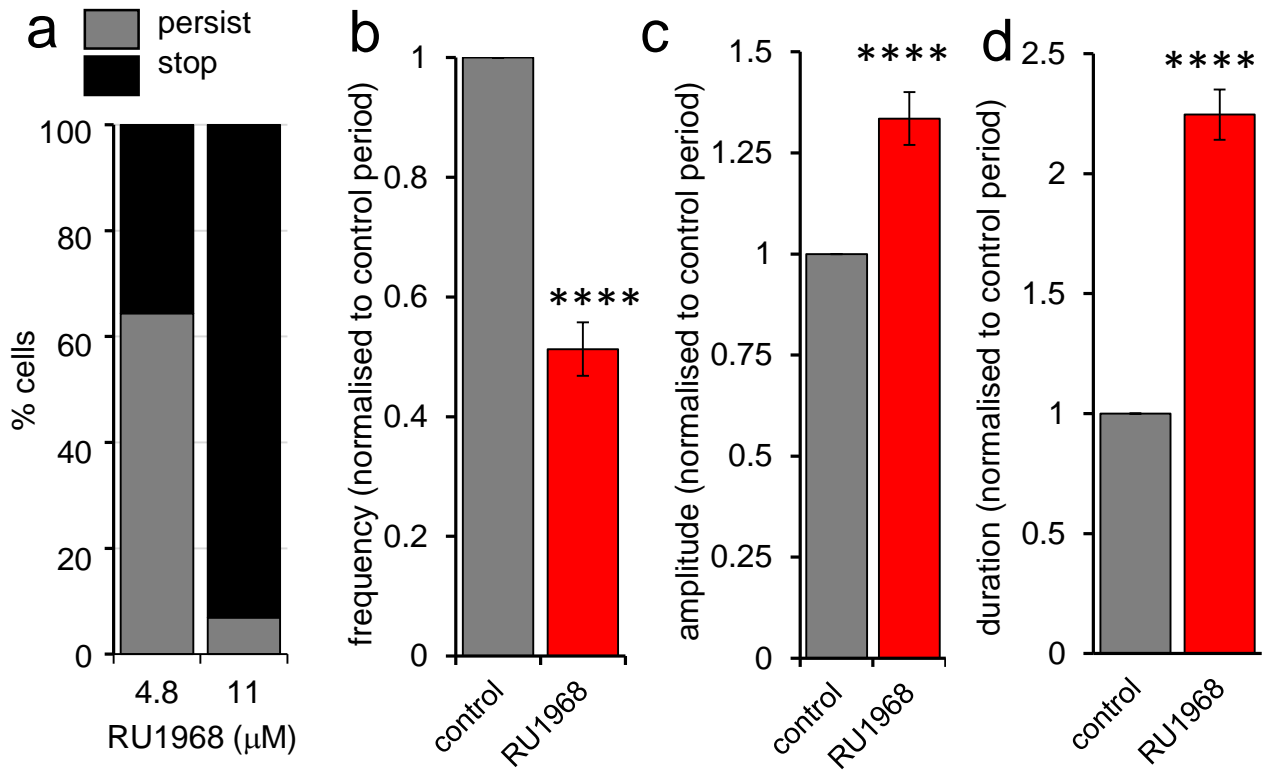 a
persist
stop
100
80
60
40
20
0
% cells
4.8 11
RU1968 (μM)
b
frequency (normalised to control period)
1
0.8
0.6
0.4
0.2
0
****
control
RU1968
c
amplitude (normalised to control period)
1.5
1.25
1
0.75
0.5
0.25
0
****
control
RU1968
d
duration (normalised to control period)
2.5
2
1.5
1
0.5
0
****
control
RU1968